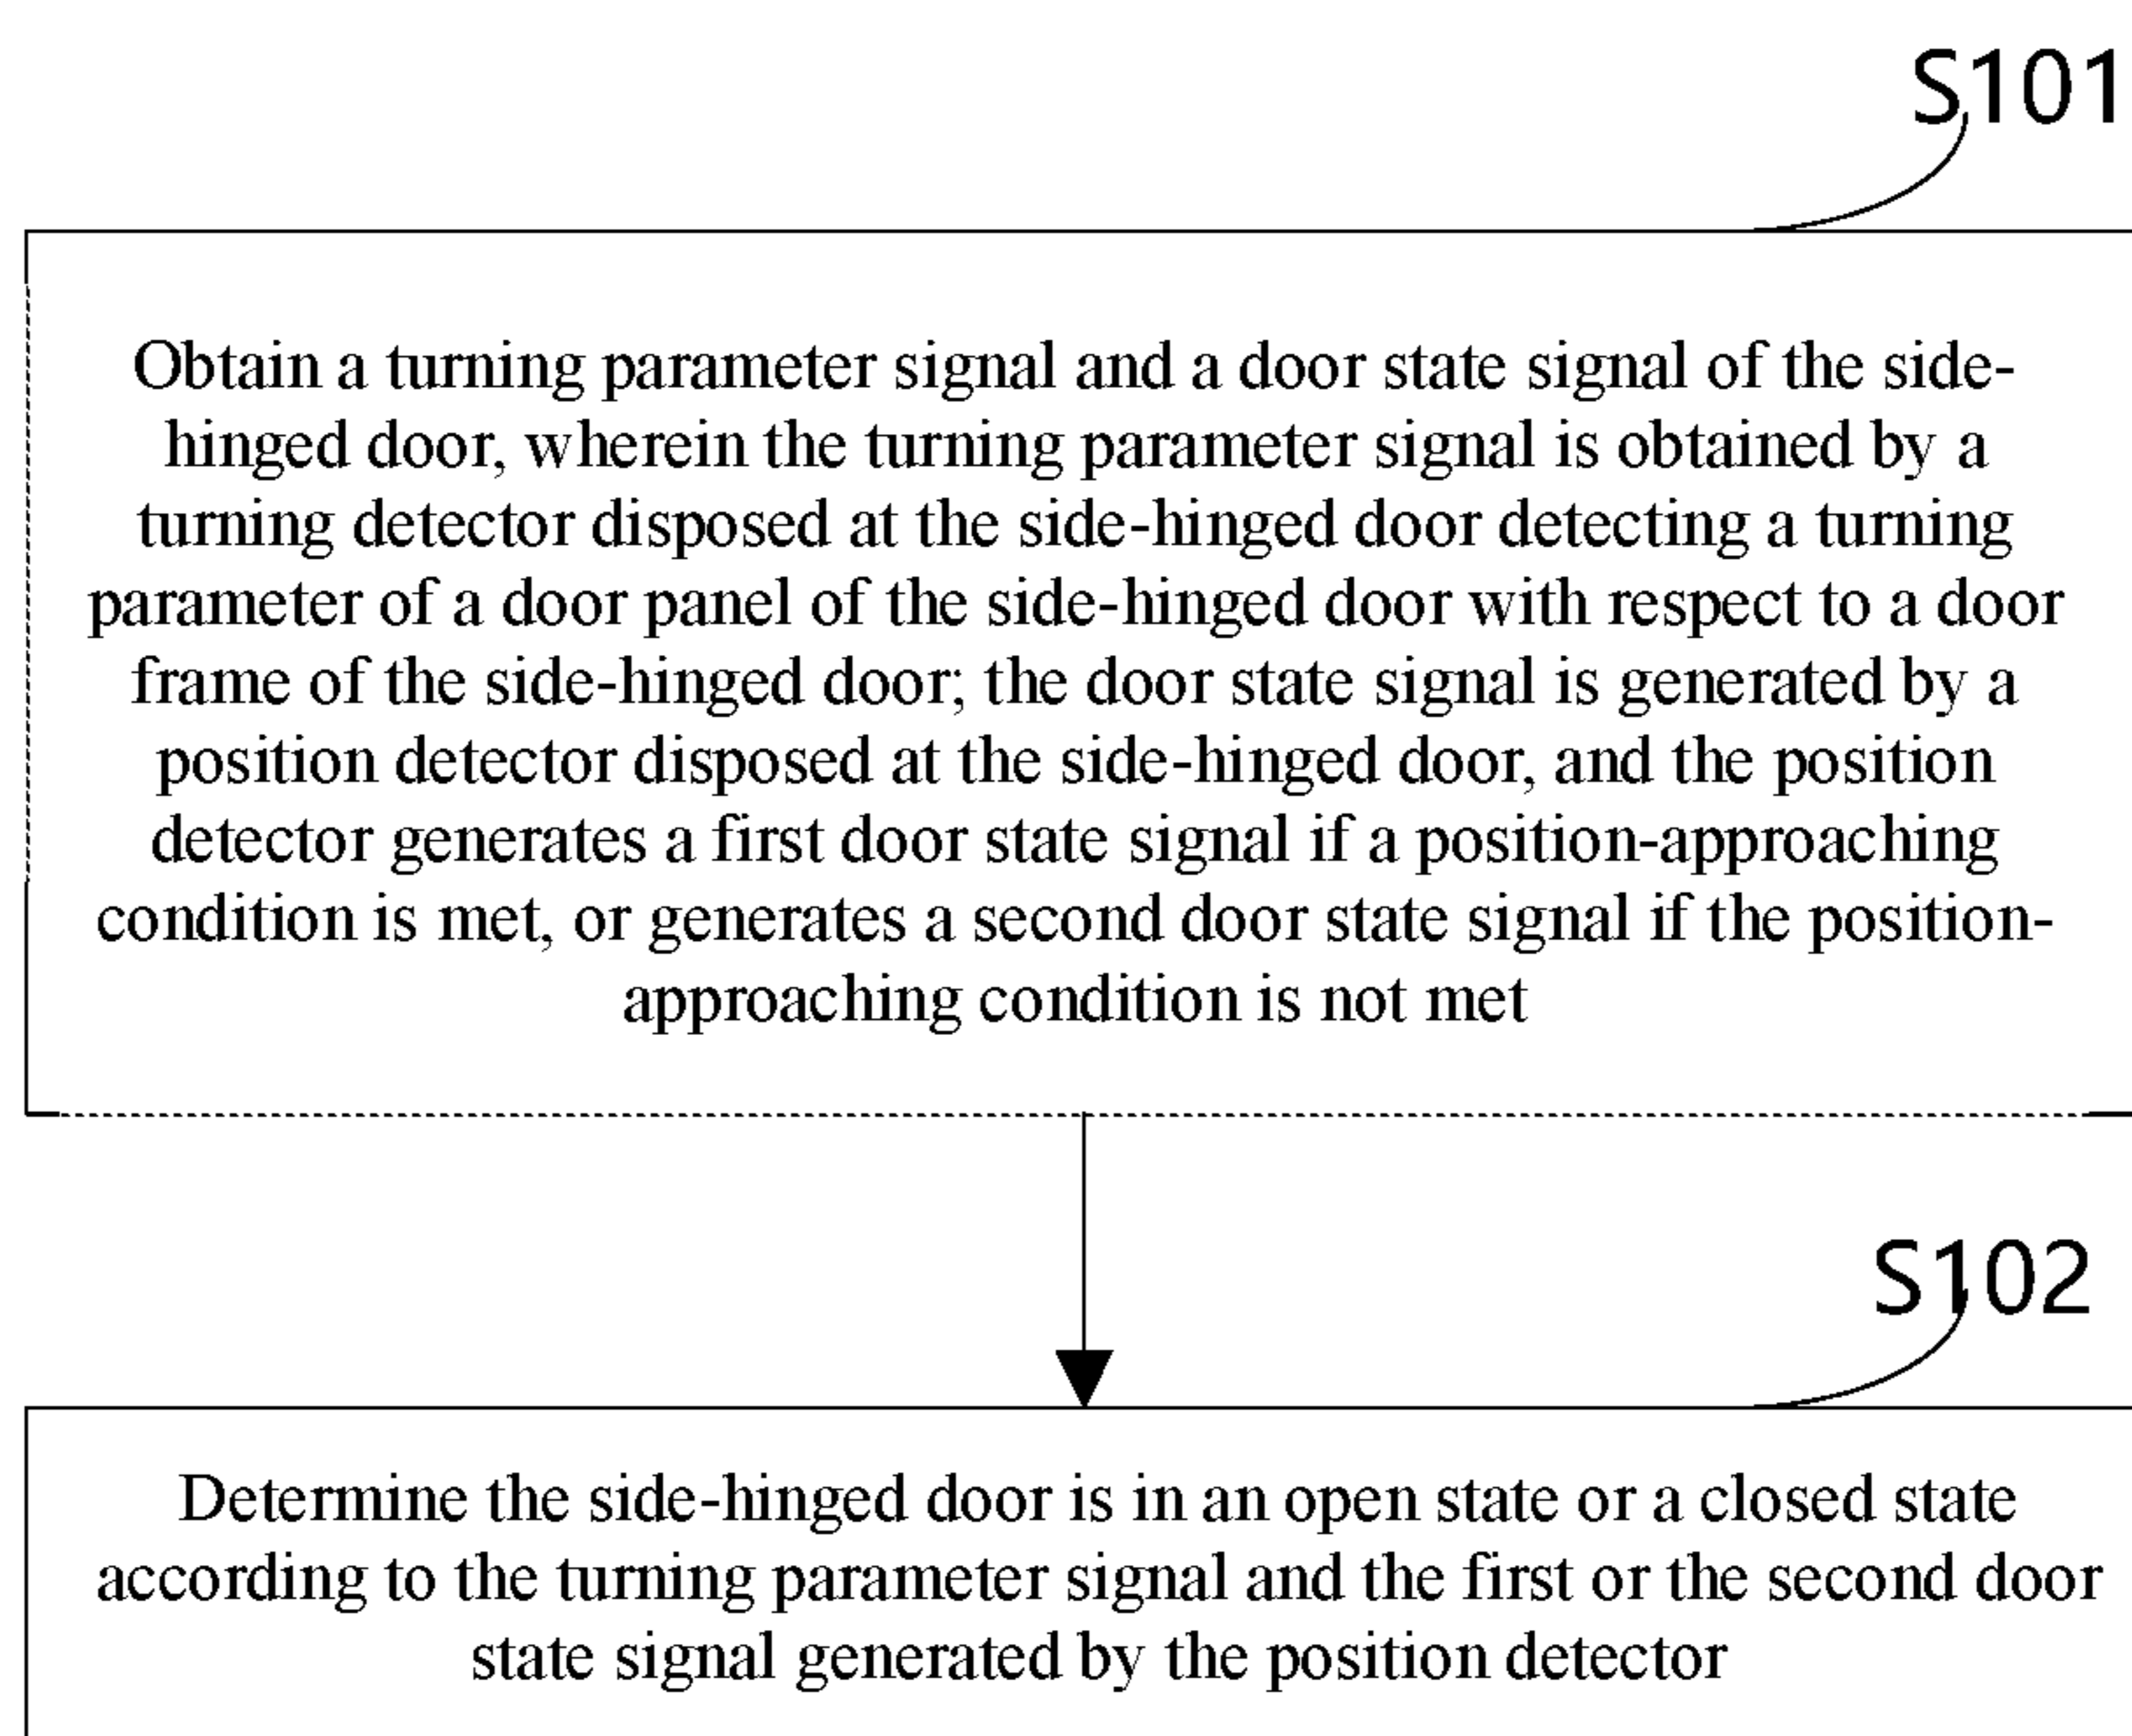 S101
Obtain a turning parameter signal and a door state signal of the side-
hinged door, wherein the turning parameter signal is obtained by a
turning detector disposed at the side-hinged door detecting a turning
parameter of a door panel of the side-hinged door with respect to a door
frame of the side-hinged door; the door state signal is generated by a
position detector disposed at the side-hinged door, and the position
detector generates a first door state signal if a position-approaching
condition is met, or generates a second door state signal if the position-
approaching condition is not met
S102
Determine the side-hinged door is in an open state or a closed state
according to the turning parameter signal and the first or the second door
state signal generated by the position detector